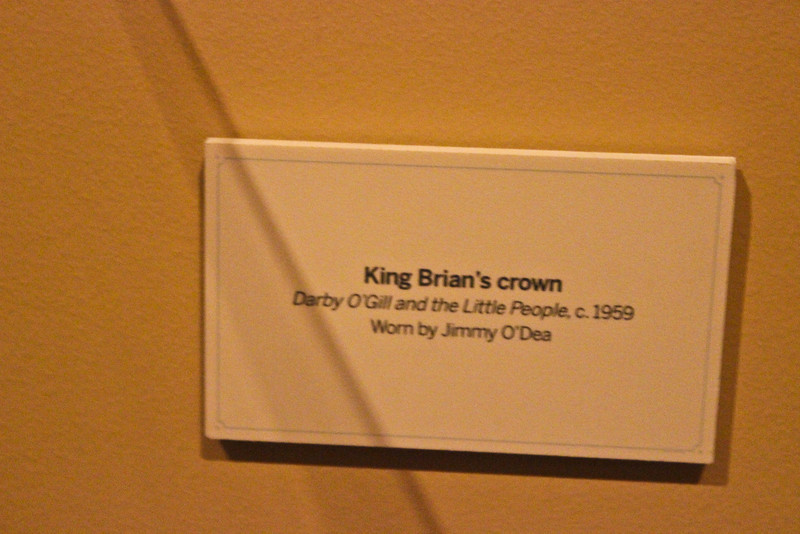 King Brian's crown
Darby O'Gill and the Little People, c. 1959
Worn by Jimmy O'Dea